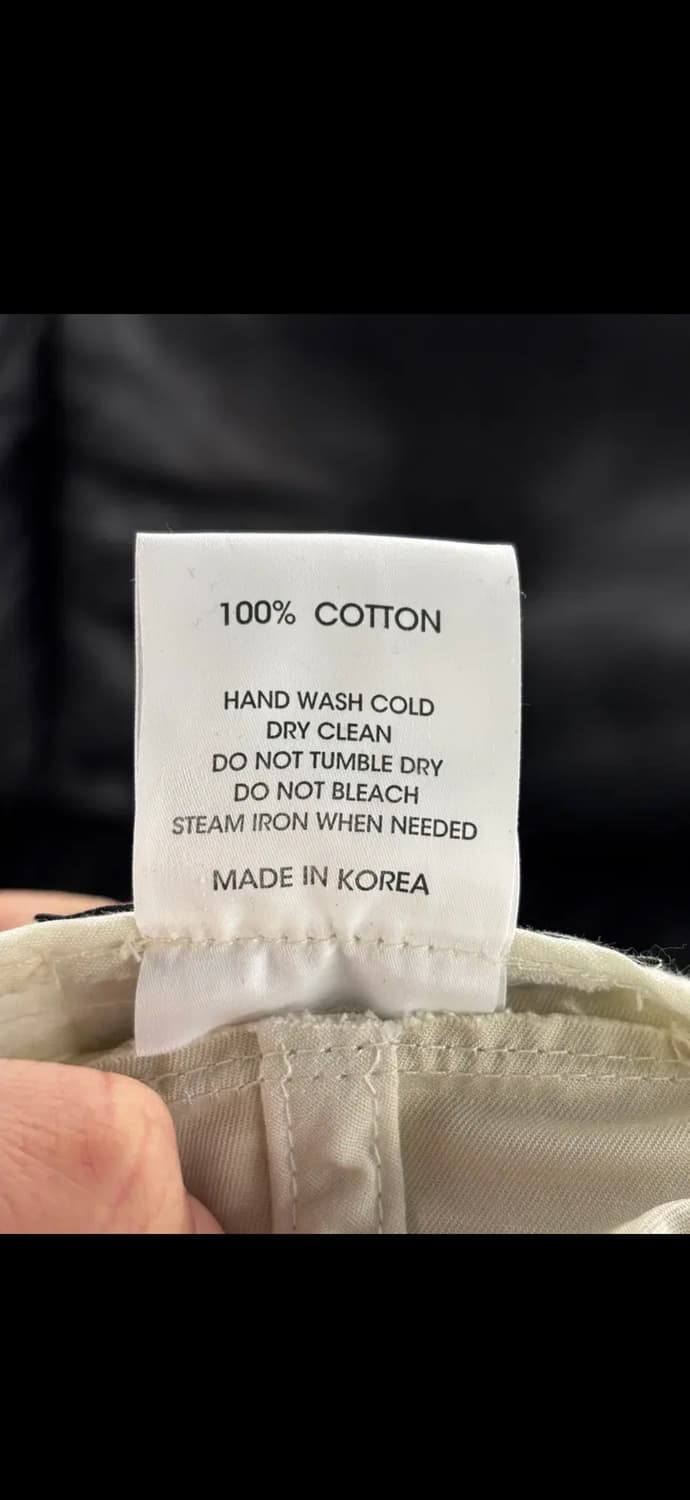 100% COTTON
HAND WASH COLD
DRY CLEAN
DO NOT TUMBLE DRY
DO NOT BLEACH
STEAM IRON WHEN NEEDED
MADE IN KOREA